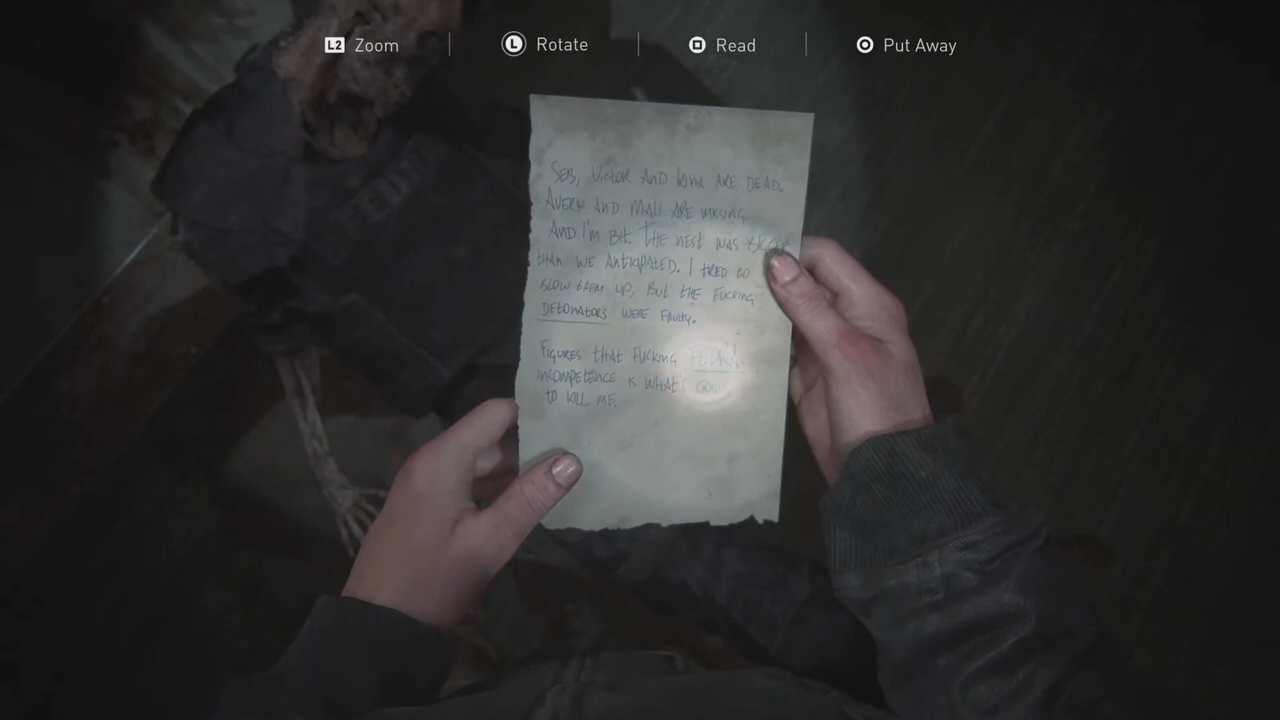 L2 Zoom
L Rotate
Read
Put Away
SEB, VICTOR AND ARE DEAD.
AVERY AND MALI ARE MISSING.
AND I'M BIT. THE NEST WAS BIGGER
THAN WE ANTICIPATED. I TRIED TO
BLOW THEM UP, BUT THE FUCKING
DETONATORS WERE FAULTY.
FIGURES THAT FUCKING FEDRA
INCOMPETENCE IS WHAT'S
TO KILL ME.